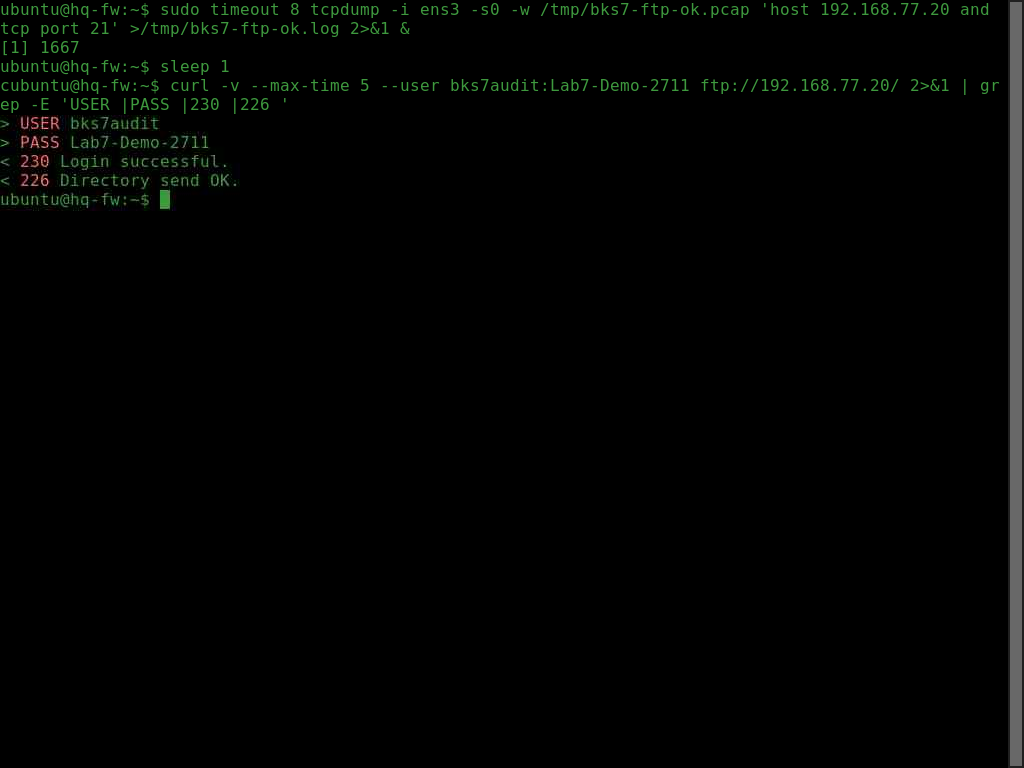 ubuntu@hq-fw:~$ sudo timeout 8 tcpdump -i ens3 -s0 -w /tmp/bks7-ftp-ok.pcap 'host 192.168.77.20 and
tcp port 21' >/tmp/bks7-ftp-ok.log 2>&1 &
[1] 1667
ubuntu@hq-fw:~$ sleep 1
cubuntu@hq-fw:~$ curl -v --max-time 5 --user bks7audit:Lab7-Demo-2711 ftp://192.168.77.20/ 2>&1 | gr
ep -E 'USER |PASS |230 |226 '
> USER bks7audit
> PASS Lab7-Demo-2711
< 230 Login successful.
< 226 Directory send OK.
ubuntu@hq-fw:~$